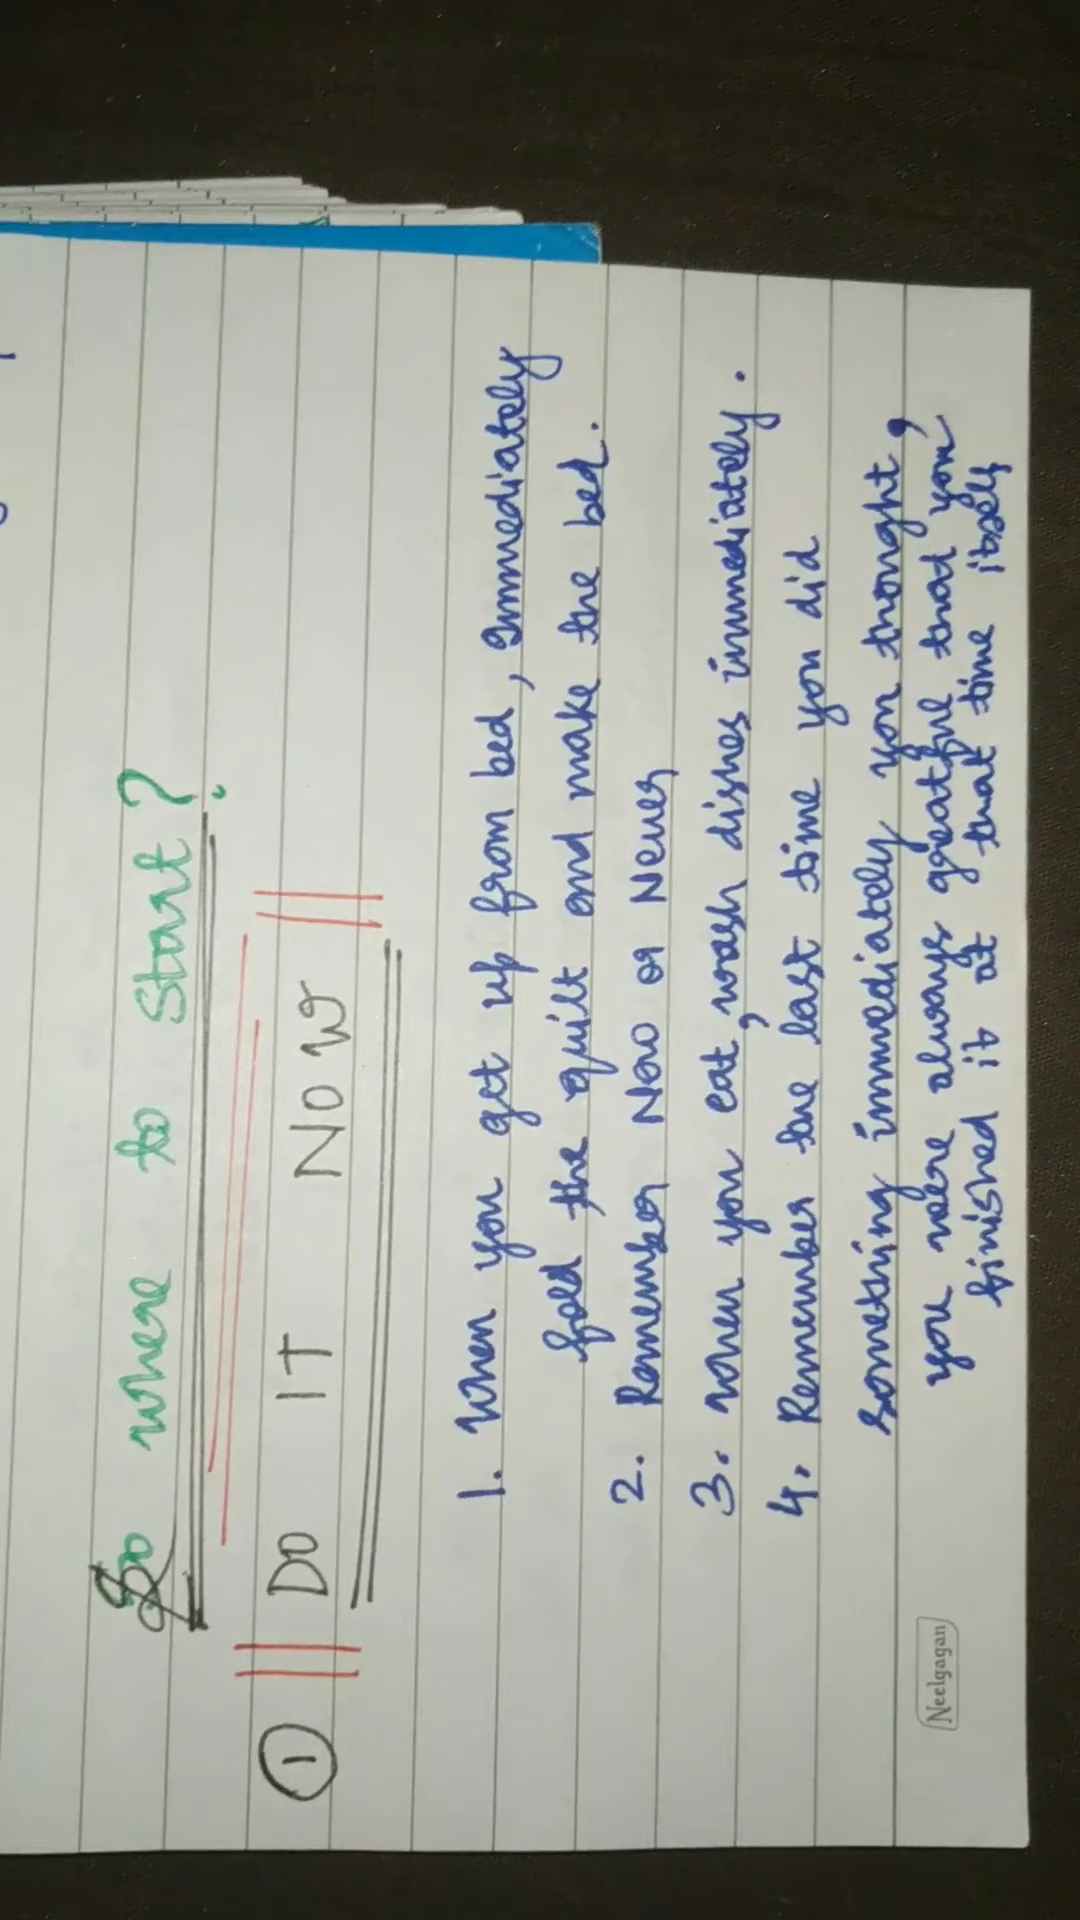 So where to start?
① DO IT NOW
1. When you get up from bed, Immediately
fold the quilt and make the bed.
2. Remember Now or Never
3. when you eat, wash dishes immediately.
4. Remember the last time you did
something immediately you thought,
you were always greatful that you
finished it at that time itself
Neelgagan